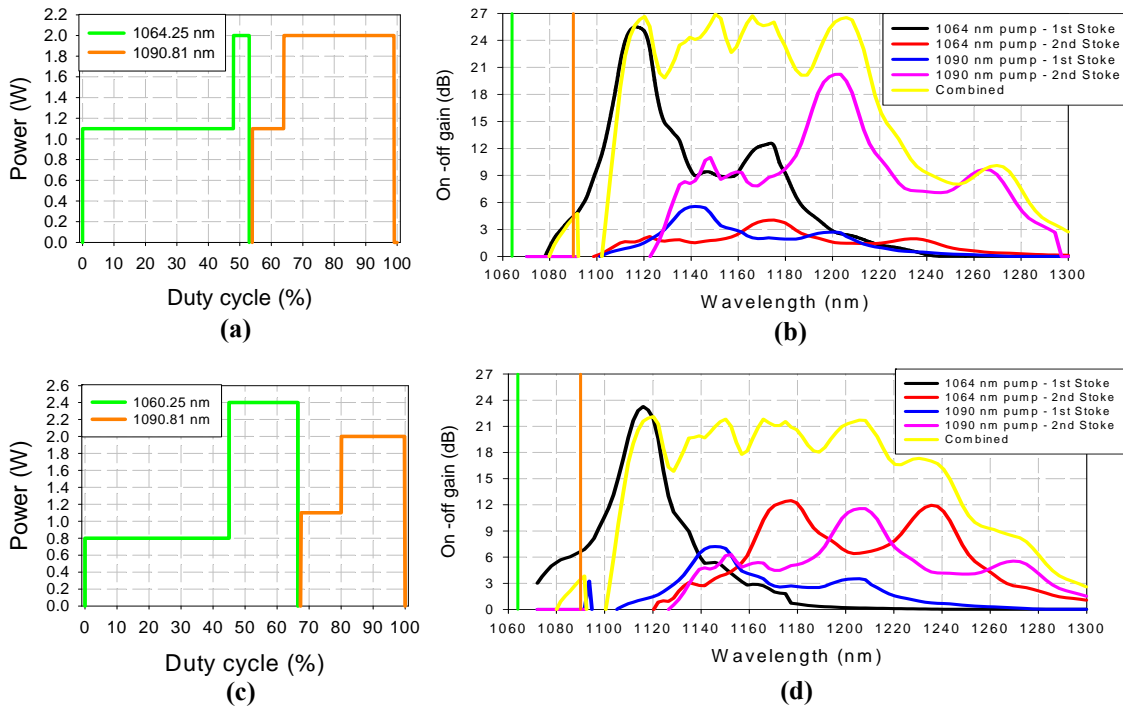 2.2
2.0
1.8
1.6
1.4
1.2
1.0
0.8
0.6
0.4
0.2
0.0
Power (W)
1064.25 nm
1090.81 nm
0 10 20 30 40 50 60 70 80 90 100
Duty cycle (%)
(a)
27
24
21
18
15
12
9
6
3
0
On -off gain (dB)
1064 nm pump - 1st Stoke
1064 nm pump - 2nd Stoke
1090 nm pump - 1st Stoke
1090 nm pump - 2nd Stoke
Combined
1060 1080 1100 1120 1140 1160 1180 1200 1220 1240 1260 1280 1300
Wavelength (nm)
(b)
2.6
2.4
2.2
2.0
1.8
1.6
1.4
1.2
1.0
0.8
0.6
0.4
0.2
0.0
Power (W)
1060.25 nm
1090.81 nm
0 10 20 30 40 50 60 70 80 90 100
Duty cycle (%)
(c)
27
24
21
18
15
12
9
6
3
0
On -off gain (dB)
1064 nm pump - 1st Stoke
1064 nm pump - 2nd Stoke
1090 nm pump - 1st Stoke
1090 nm pump - 2nd Stoke
Combined
1060 1080 1100 1120 1140 1160 1180 1200 1220 1240 1260 1280 1300
Wavelength (nm)
(d)